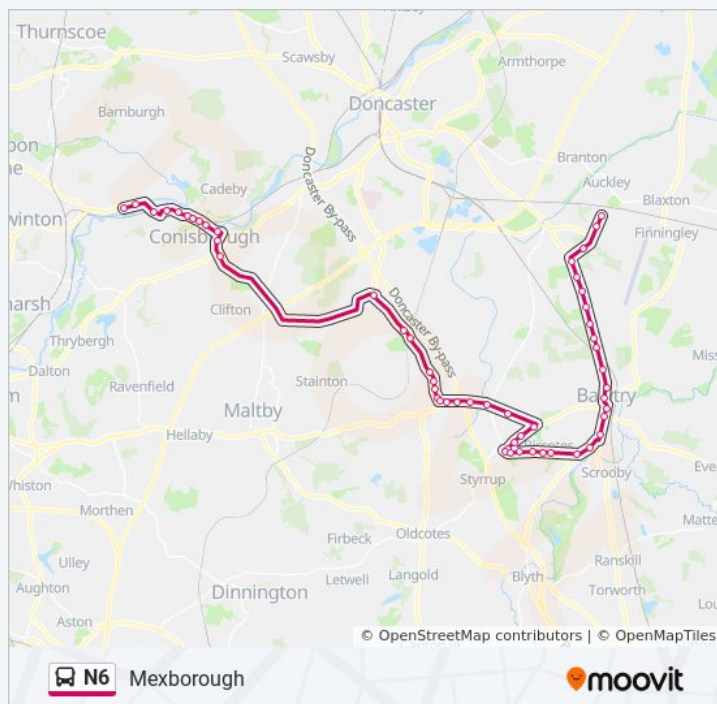 Thurnscoe
Scawsby
Armthorpe
Barnburgh
Doncaster
Branton
Cadeby
Auckley
Blaxton
Doncaster By-pass
winton
Conisbrough
Finningley
Clifton
Doncaster By-pass
Thrybergh
Dalton
Stainton
Ravenfield
Maltby
Hellaby
Whiston
Styrrup
Scrooby
Morthen
Firbeck
Oldcotes
Ulley
Letwell
Langold
Ranskill
Aughton
Dinnington
Blyth
Torworth
Aston
© OpenStreetMap contributors | © OpenMapTiles
N6 Mexborough
moovit